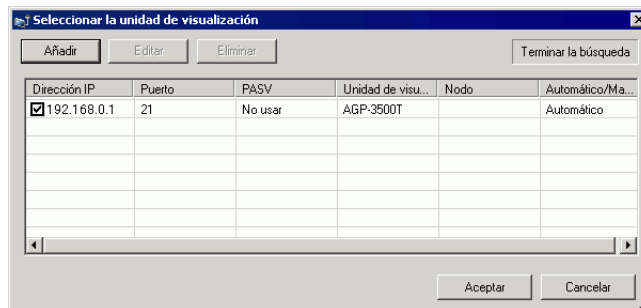 Seleccionar la unidad de visualización
Añadir Editar Eliminar Terminar la búsqueda
Dirección IP Puerto PASV Unidad de visu... Nodo Automático/Ma...
192.168.0.1 21 No usar AGP-3500T Automático
Aceptar Cancelar